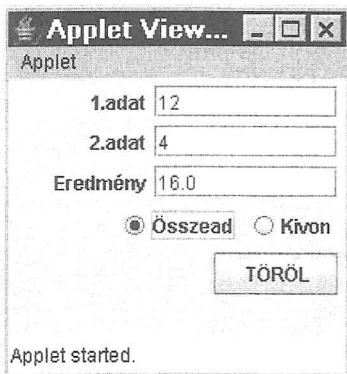 Applet View...
Applet
1.adat 12
2.adat 4
Eredmény 16.0
Összead Kivon
TÖRÖL
Applet started.